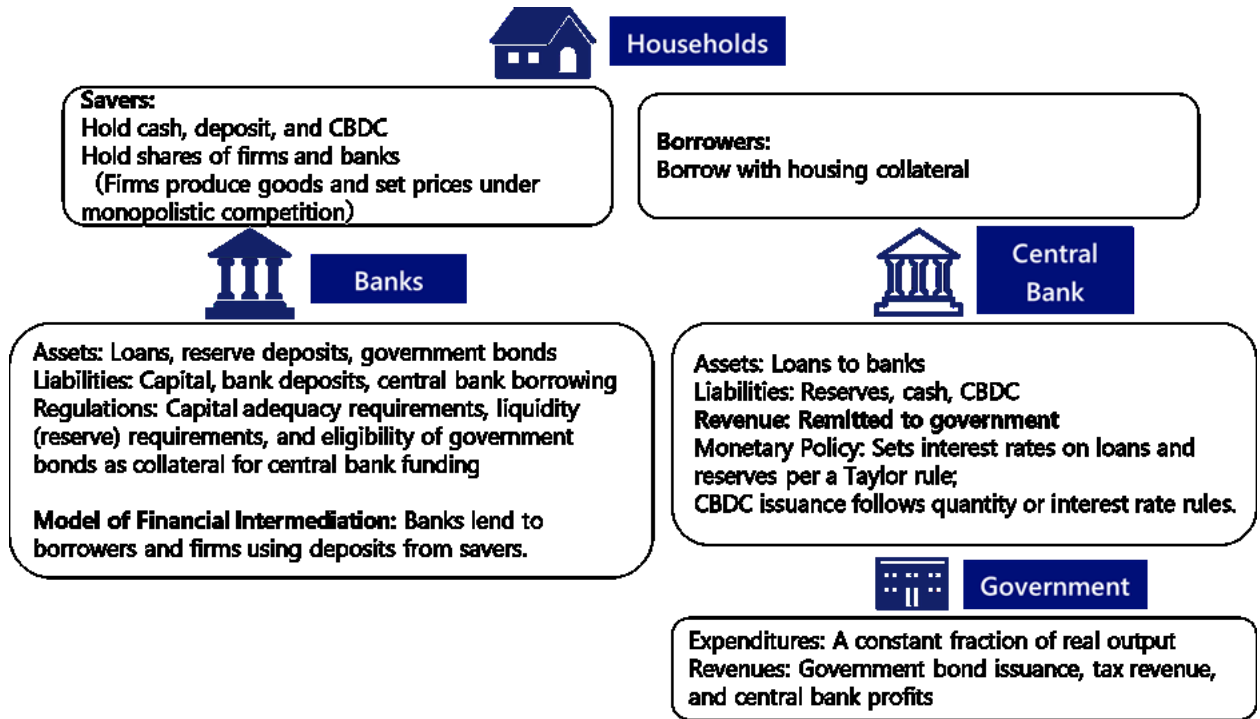 Households
Savers:
Hold cash, deposit, and CBDC
Hold shares of firms and banks
（Firms produce goods and set prices under
monopolistic competition）
Borrowers:
Borrow with housing collateral
Banks
Central
Bank
Assets: Loans, reserve deposits, government bonds
Liabilities: Capital, bank deposits, central bank borrowing
Regulations: Capital adequacy requirements, liquidity
(reserve) requirements, and eligibility of government
bonds as collateral for central bank funding
Model of Financial Intermediation: Banks lend to
borrowers and firms using deposits from savers.
Assets: Loans to banks
Liabilities: Reserves, cash, CBDC
Revenue: Remitted to government
Monetary Policy: Sets interest rates on loans and
reserves per a Taylor rule;
CBDC issuance follows quantity or interest rate rules.
Government
Expenditures: A constant fraction of real output
Revenues: Government bond issuance, tax revenue,
and central bank profits